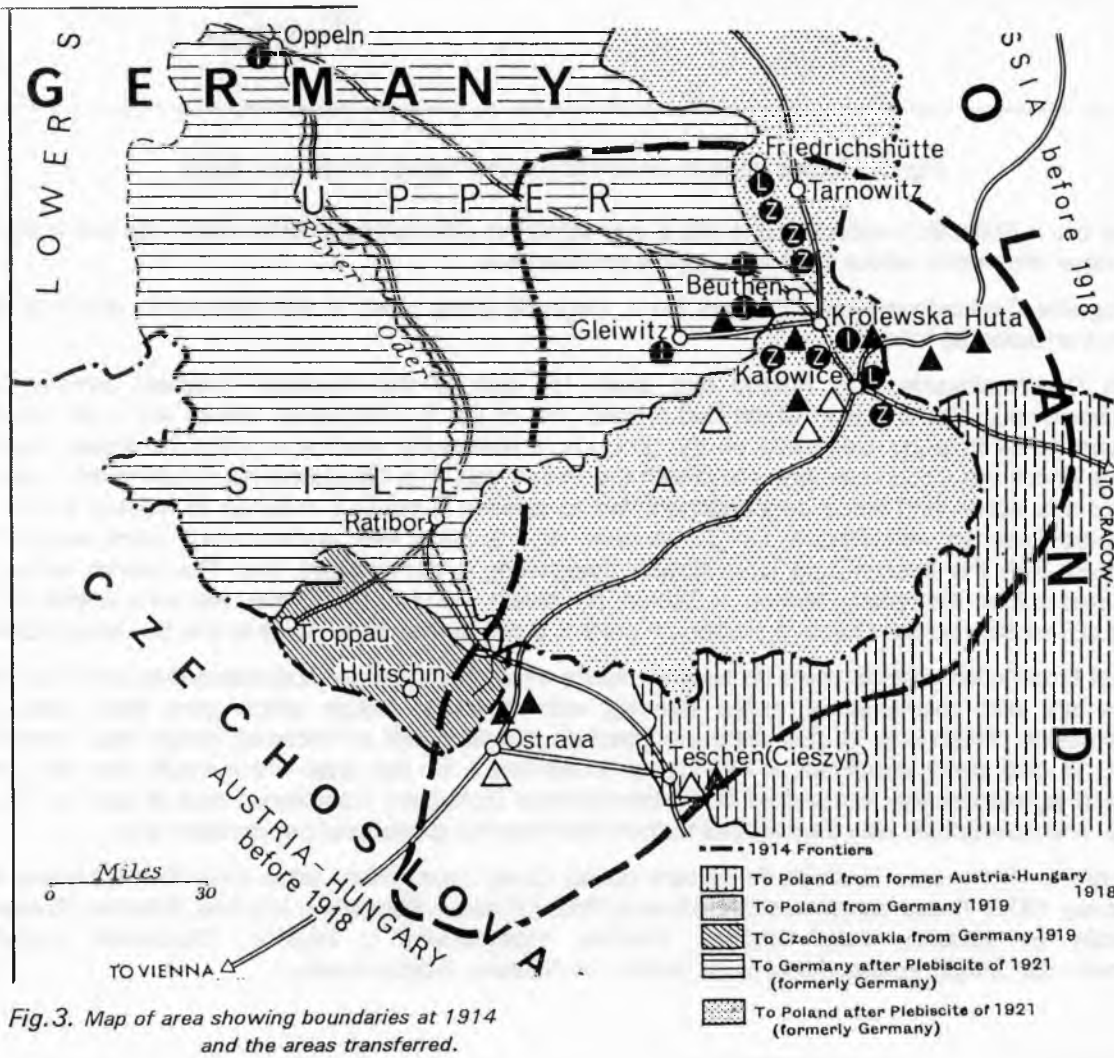 Oppeln
GERMANY
LOWER S
SSIA before 1918
POLAND
UPPER
River Oder
Friedrichshütte
Tarnowitz
L
Z
Z
Z
Beuthen
Gleiwitz
Królewska Huta
Z
Z
I
Katowice
L
Z
SILESIA
Ratibor
TO CRACOW
Troppau
Hultschin
Ostrava
Teschen (Cieszyn)
CZECHOSLOVA
AUSTRIA-HUNGARY
before 1918
TO VIENNA
Miles
0 30
1914 Frontiers
To Poland from former Austria-Hungary 1918
To Poland from Germany 1919
To Czechoslovakia from Germany 1919
To Germany after Plebiscite of 1921
(formerly Germany)
To Poland after Plebiscite of 1921
(formerly Germany)
Fig.3. Map of area showing boundaries at 1914
and the areas transferred.